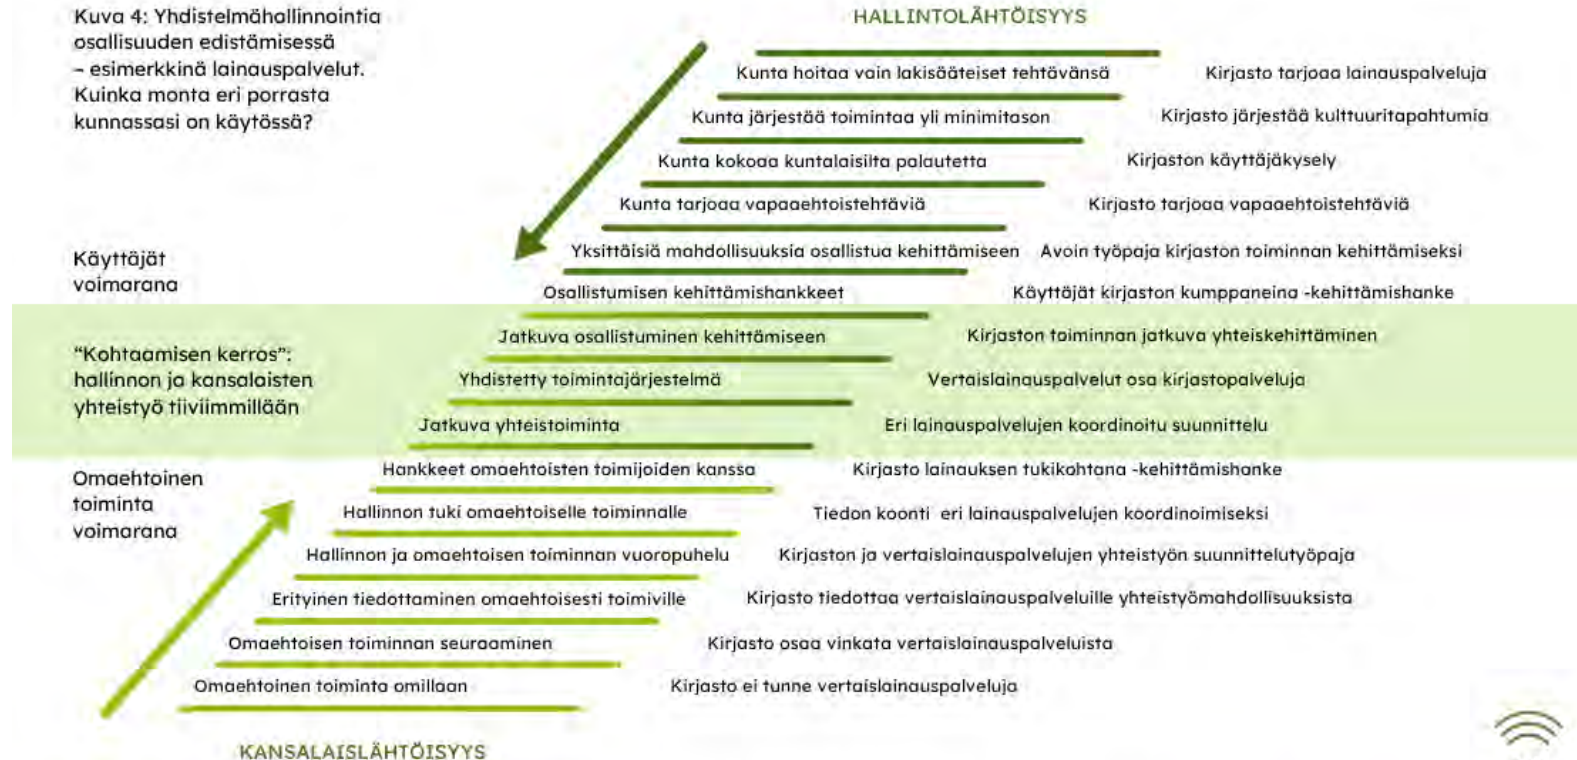 Kuva 4: Yhdistelmähallinnointia
osallisuuden edistämisessä
– esimerkkinä lainauspalvelut.
Kuinka monta eri porrasta
kunnassasi on käytössä?
HALLINTOLÄHTÖISYYS
Kunta hoitaa vain lakisääteiset tehtävänsä Kirjasto tarjoaa lainauspalveluja
Kunta järjestää toimintaa yli minimitason Kirjasto järjestää kulttuuritapahtumia
Kunta kokoaa kuntalaisilta palautetta Kirjaston käyttäjäkysely
Kunta tarjoaa vapaaehtoistehtäviä Kirjasto tarjoaa vapaaehtoistehtäviä
Yksittäisiä mahdollisuuksia osallistua kehittämiseen Avoin työpaja kirjaston toiminnan kehittämiseksi
Käyttäjät
voimarana
Osallistumisen kehittämishankkeet Käyttäjät kirjaston kumppaneina -kehittämishanke
Jatkuva osallistuminen kehittämiseen Kirjaston toiminnan jatkuva yhteiskehittäminen
"Kohtaamisen kerros":
hallinnon ja kansalaisten
yhteistyö tiiviimmillään
Yhdistetty toimintajärjestelmä Vertaislainauspalvelut osa kirjastopalveluja
Jatkuva yhteistoiminta Eri lainauspalvelujen koordinoitu suunnittelu
Hankkeet omaehtoisten toimijoiden kanssa Kirjasto lainauksen tukikohtana -kehittämishanke
Omaehtoinen
toiminta
voimarana
Hallinnon tuki omaehtoiselle toiminnalle Tiedon koonti eri lainauspalvelujen koordinoimiseksi
Hallinnon ja omaehtoisen toiminnan vuoropuhelu Kirjaston ja vertaislainauspalvelujen yhteistyön suunnittelutyöpaja
Erityinen tiedottaminen omaehtoisesti toimiville Kirjasto tiedottaa vertaislainauspalveluille yhteistyömahdollisuuksista
Omaehtoisen toiminnan seuraaminen Kirjasto osaa vinkata vertaislainauspalveluista
Omaehtoinen toiminta omillaan Kirjasto ei tunne vertaislainauspalveluja
KANSALAISLÄHTÖISYYS